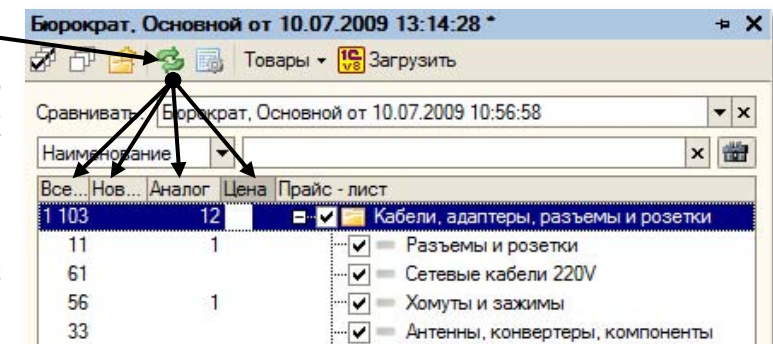 Бюрократ, Основной от 10.07.2009 13:14:28 *
Товары 1С V8 Загрузить
Сравнивать: Бюрократ, Основной от 10.07.2009 10:56:58
Наименование
Все... Нов... Аналог Цена Прайс - лист
1 103 12 Кабели, адаптеры, разъемы и розетки
11 1 Разъемы и розетки
61 Сетевые кабели 220V
56 1 Хомуты и зажимы
33 Антенны, конвертеры, компоненты